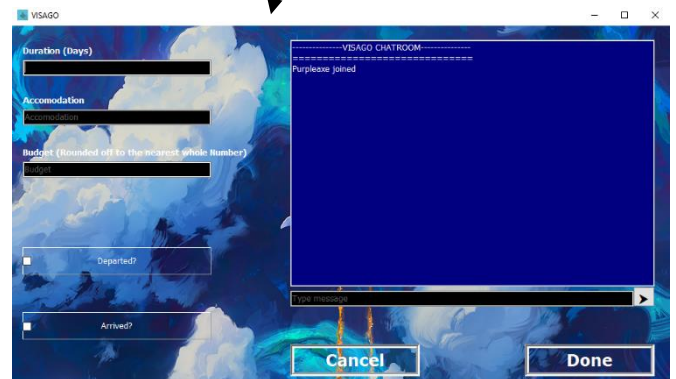 VISAGO
Duration (Days)
Accomodation
Accomodation
Budget (Rounded off to the nearest whole Number)
Budget
Departed?
Arrived?
---------------VISAGO CHATROOM---------------
==============================
Purpleaxe joined
Type message
Cancel
Done